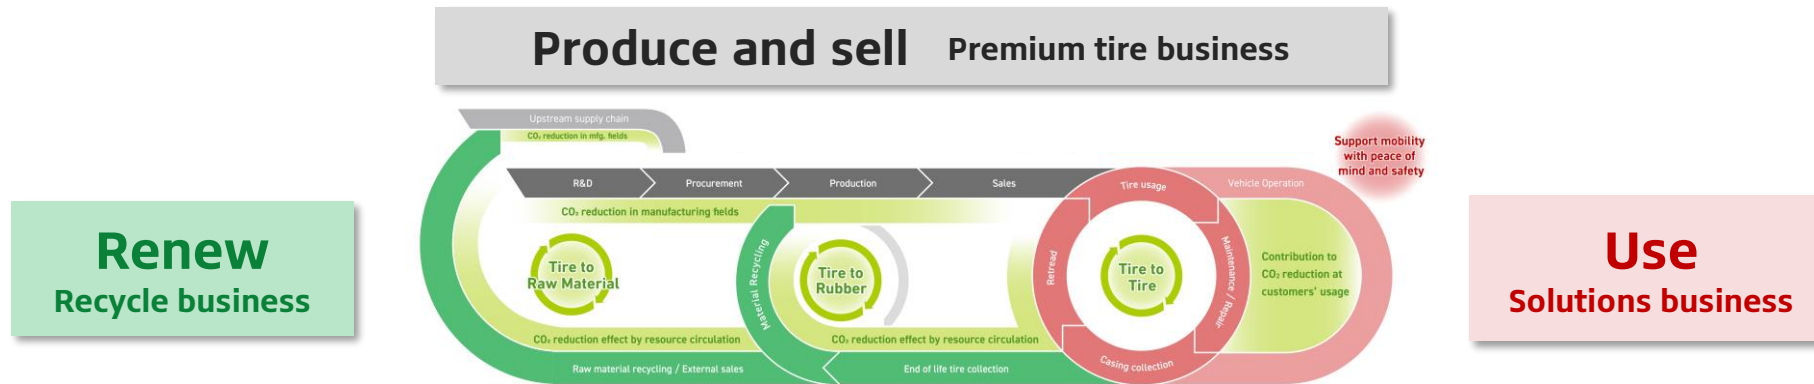 Produce and sell Premium tire business
Upstream supply chain
CO₂ reduction in mfg. fields
Support mobility
with peace of
mind and safety
R&D
Procurement
Production
Sales
Tire usage
Vehicle Operation
CO₂ reduction in manufacturing fields
Renew
Recycle business
Tire to
Raw Material
Material Recycling
Tire to
Rubber
Retread
Tire to
Tire
Maintenance / Repair
Contribution to
CO₂ reduction at
customers' usage
Use
Solutions business
CO₂ reduction effect by resource circulation
CO₂ reduction effect by resource circulation
Casing collection
Raw material recycling / External sales
End of life tire collection